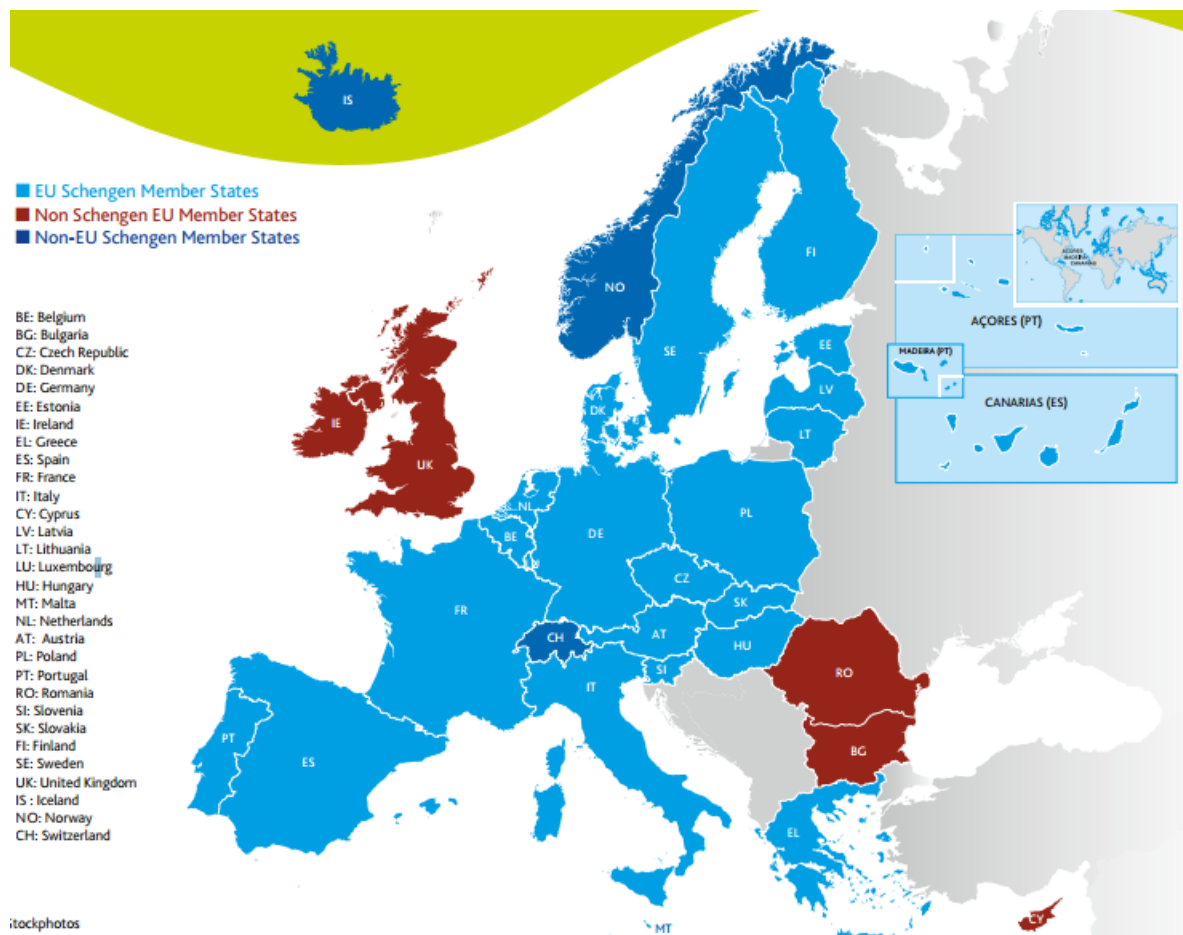 IS
EU Schengen Member States
Non Schengen EU Member States
Non-EU Schengen Member States
BE: Belgium
BG: Bulgaria
CZ: Czech Republic
DK: Denmark
DE: Germany
EE: Estonia
IE: Ireland
EL: Greece
ES: Spain
FR: France
IT: Italy
CY: Cyprus
LV: Latvia
LT: Lithuania
LU: Luxembourg
HU: Hungary
MT: Malta
NL: Netherlands
AT: Austria
PL: Poland
PT: Portugal
RO: Romania
SI: Slovenia
SK: Slovakia
FI: Finland
SE: Sweden
UK: United Kingdom
IS : Iceland
NO: Norway
CH: Switzerland
NO
FI
SE
EE
LV
LT
DK
IE
UK
NL
BE
DE
PL
CZ
SK
FR
CH
AT
HU
SI
IT
RO
BG
PT
ES
EL
MT
CY
AÇORES (PT)
MADEIRA (PT)
CANARIAS (ES)
AÇORES
MADEIRA
CANARIAS
Stockphotos